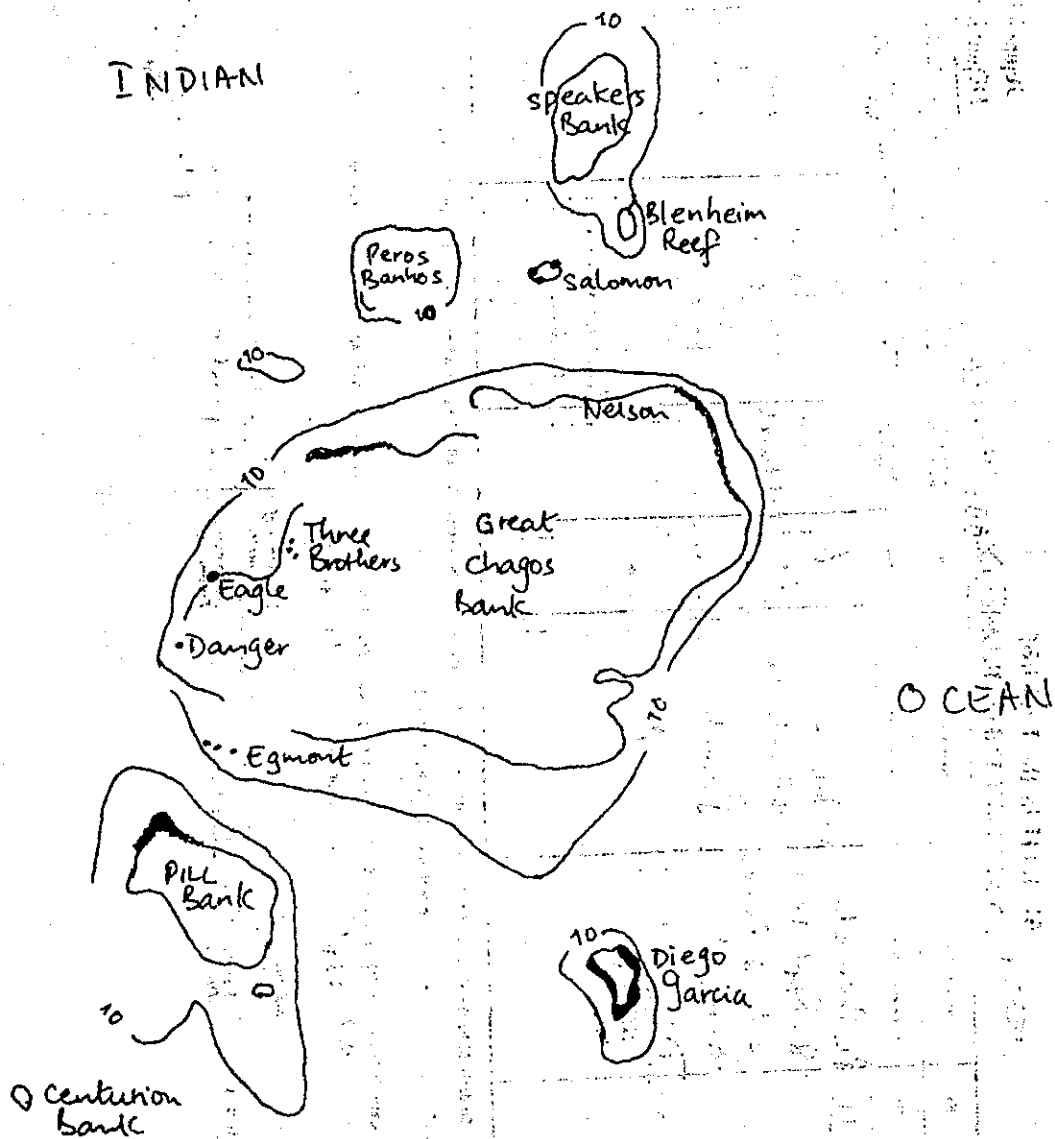 10
INDIAN
Speakers
Bank
Blenheim
Reef
Peros
Banhos
10
Salomon
10
Nelson
10
Three
Brothers
Great
Chagos
Bank
Eagle
Danger
OCEAN
10
Egmont
PILL
Bank
10
Diego
Garcia
10
Centurion
Bank